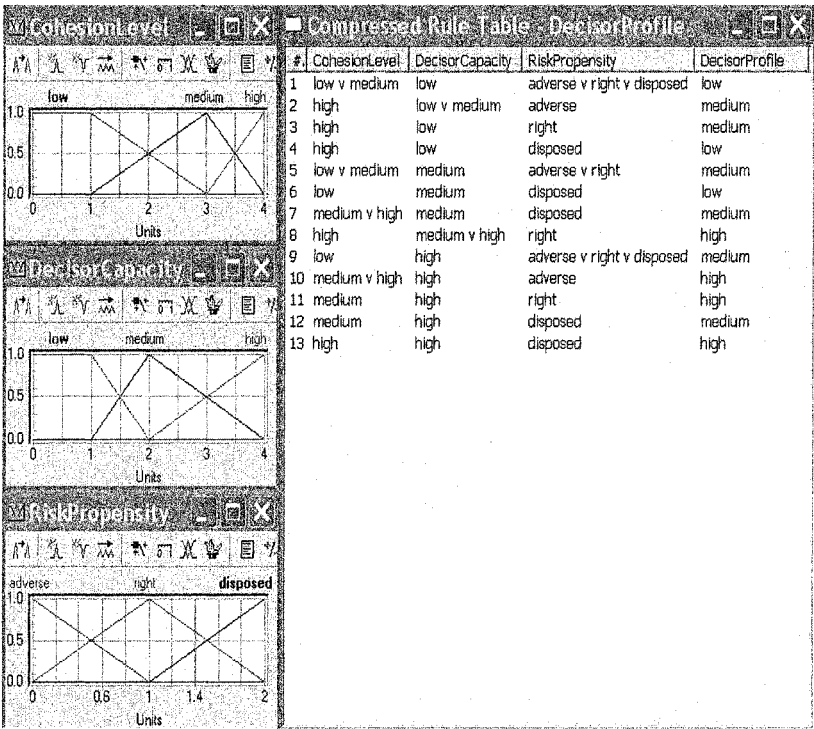 CohesionLevel
low medium high
1.0
0.5
0.0
0 1 2 3 4
Units
DecisorCapacity
low medium high
1.0
0.5
0.0
0 1 2 3 4
Units
RiskPropensity
adverse right disposed
1.0
0.5
0.0
0 0.6 1 1.4 2
Units
Compressed Rule Table - DecisorProfile
#. CohesionLevel DecisorCapacity RiskPropensity DecisorProfile
1 low v medium low adverse v right v disposed low
2 high low v medium adverse medium
3 high low right medium
4 high low disposed low
5 low v medium medium adverse v right medium
6 low medium disposed low
7 medium v high medium disposed medium
8 high medium v high right high
9 low high adverse v right v disposed medium
10 medium v high high adverse high
11 medium high right high
12 medium high disposed medium
13 high high disposed high